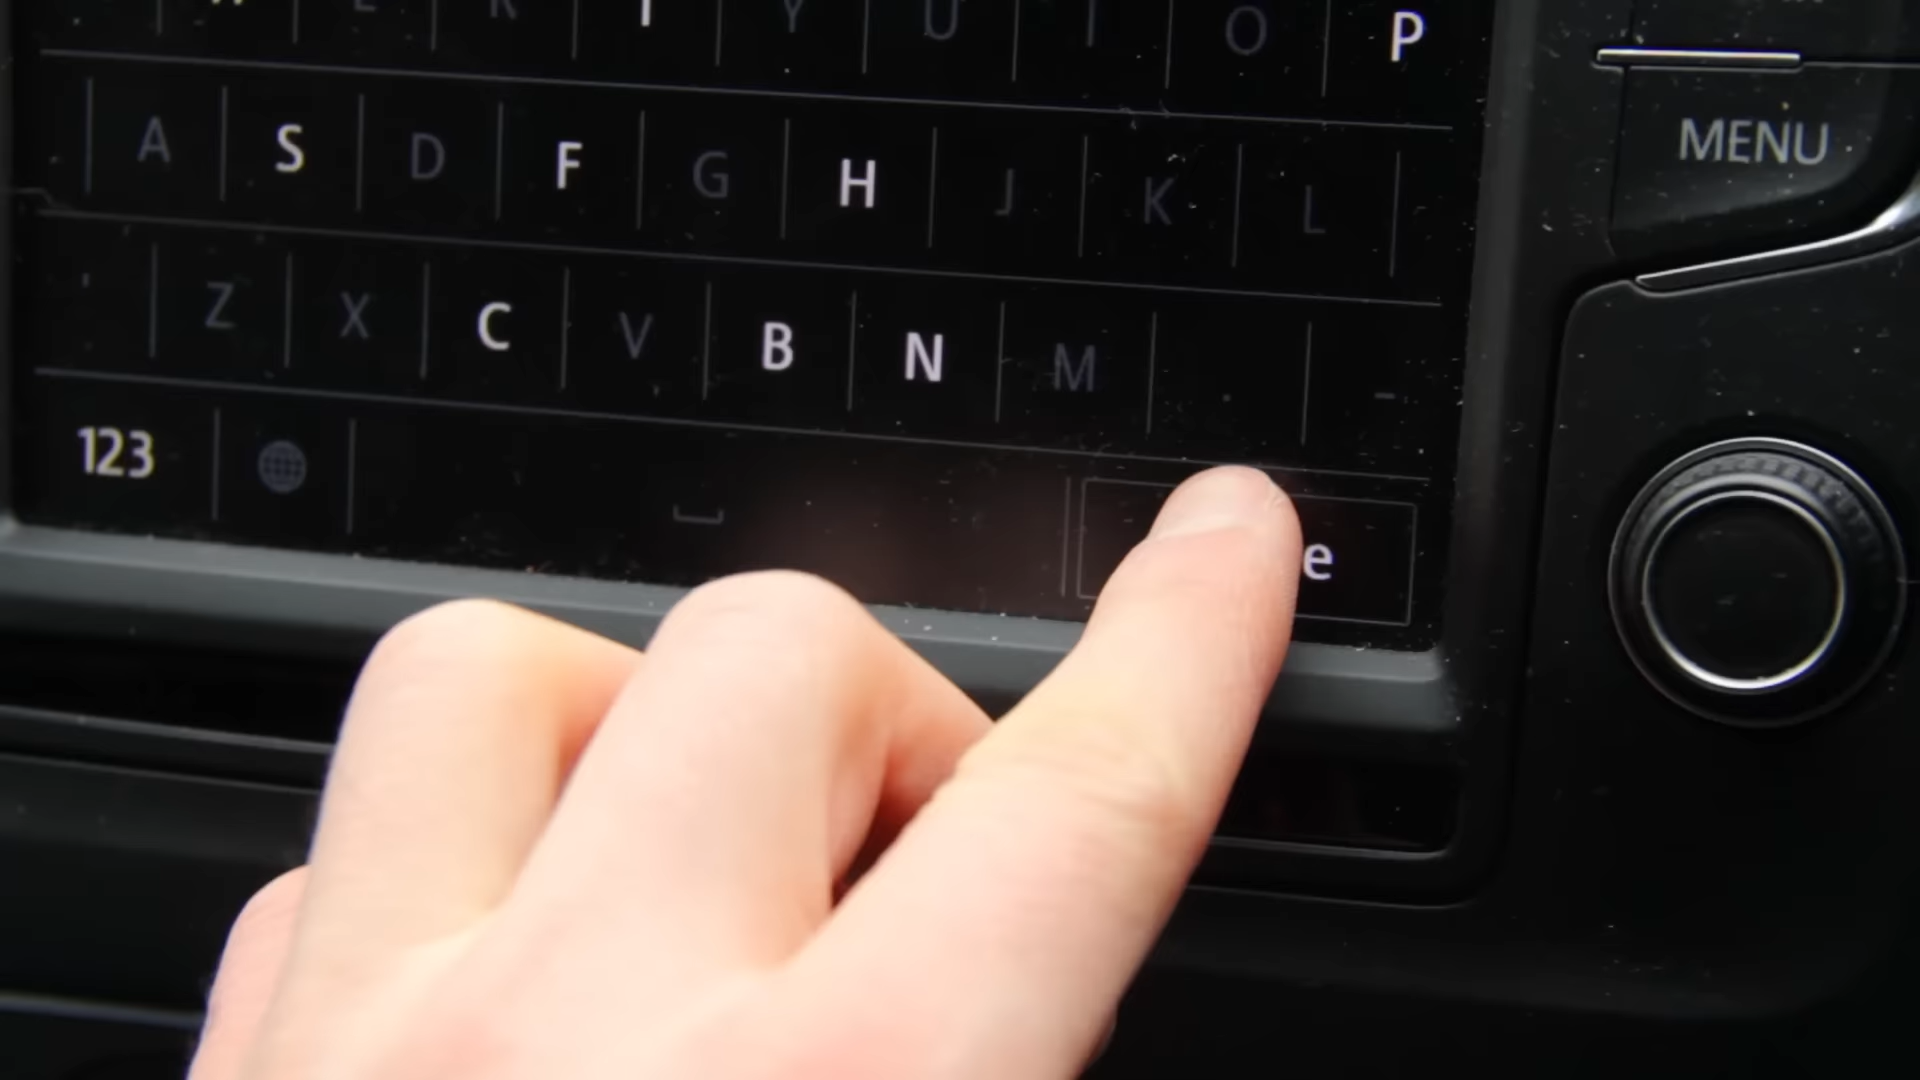 E R T Y U I O P
MENU
A S D F G H J K L
Z X C V B N M . -
123
e